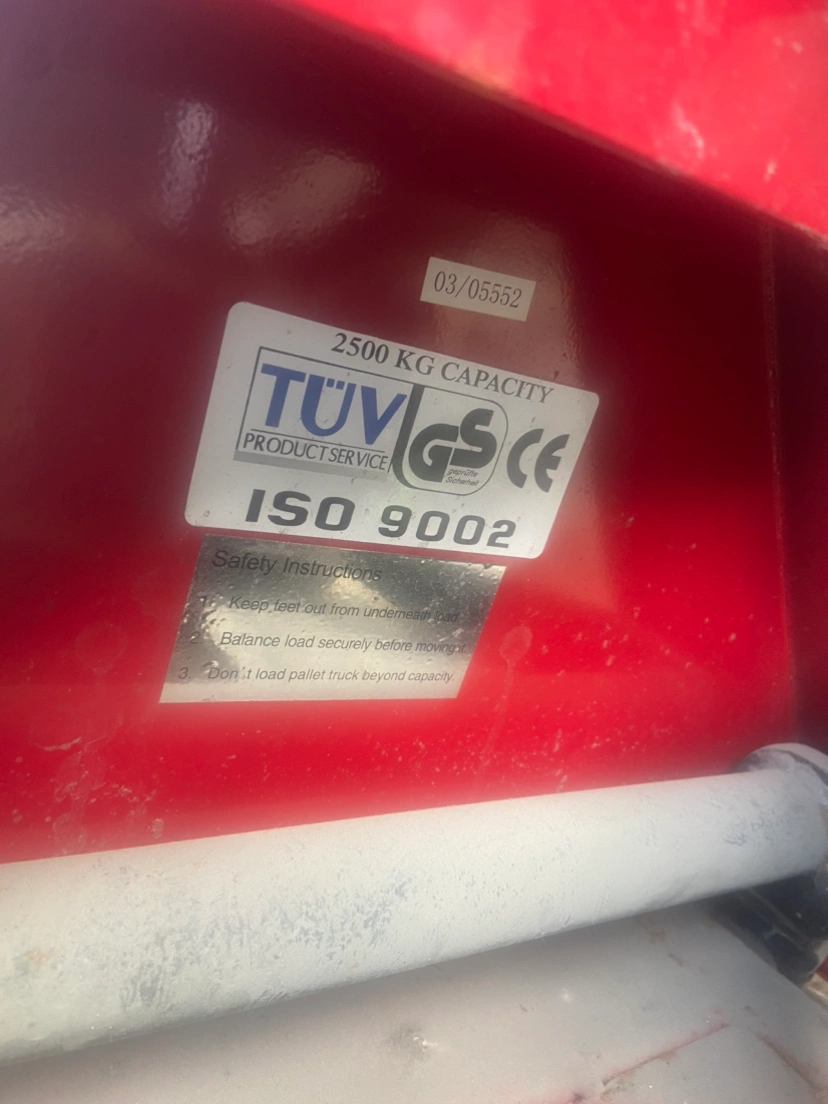 03/05552
2500 KG CAPACITY
TÜV
PRODUCT SERVICE
GS
geprüfte
Sicherheit
CE
ISO 9002
Safety Instructions
1. Keep feet out from underneath load
2. Balance load securely before moving it.
3. Don't load pallet truck beyond capacity.